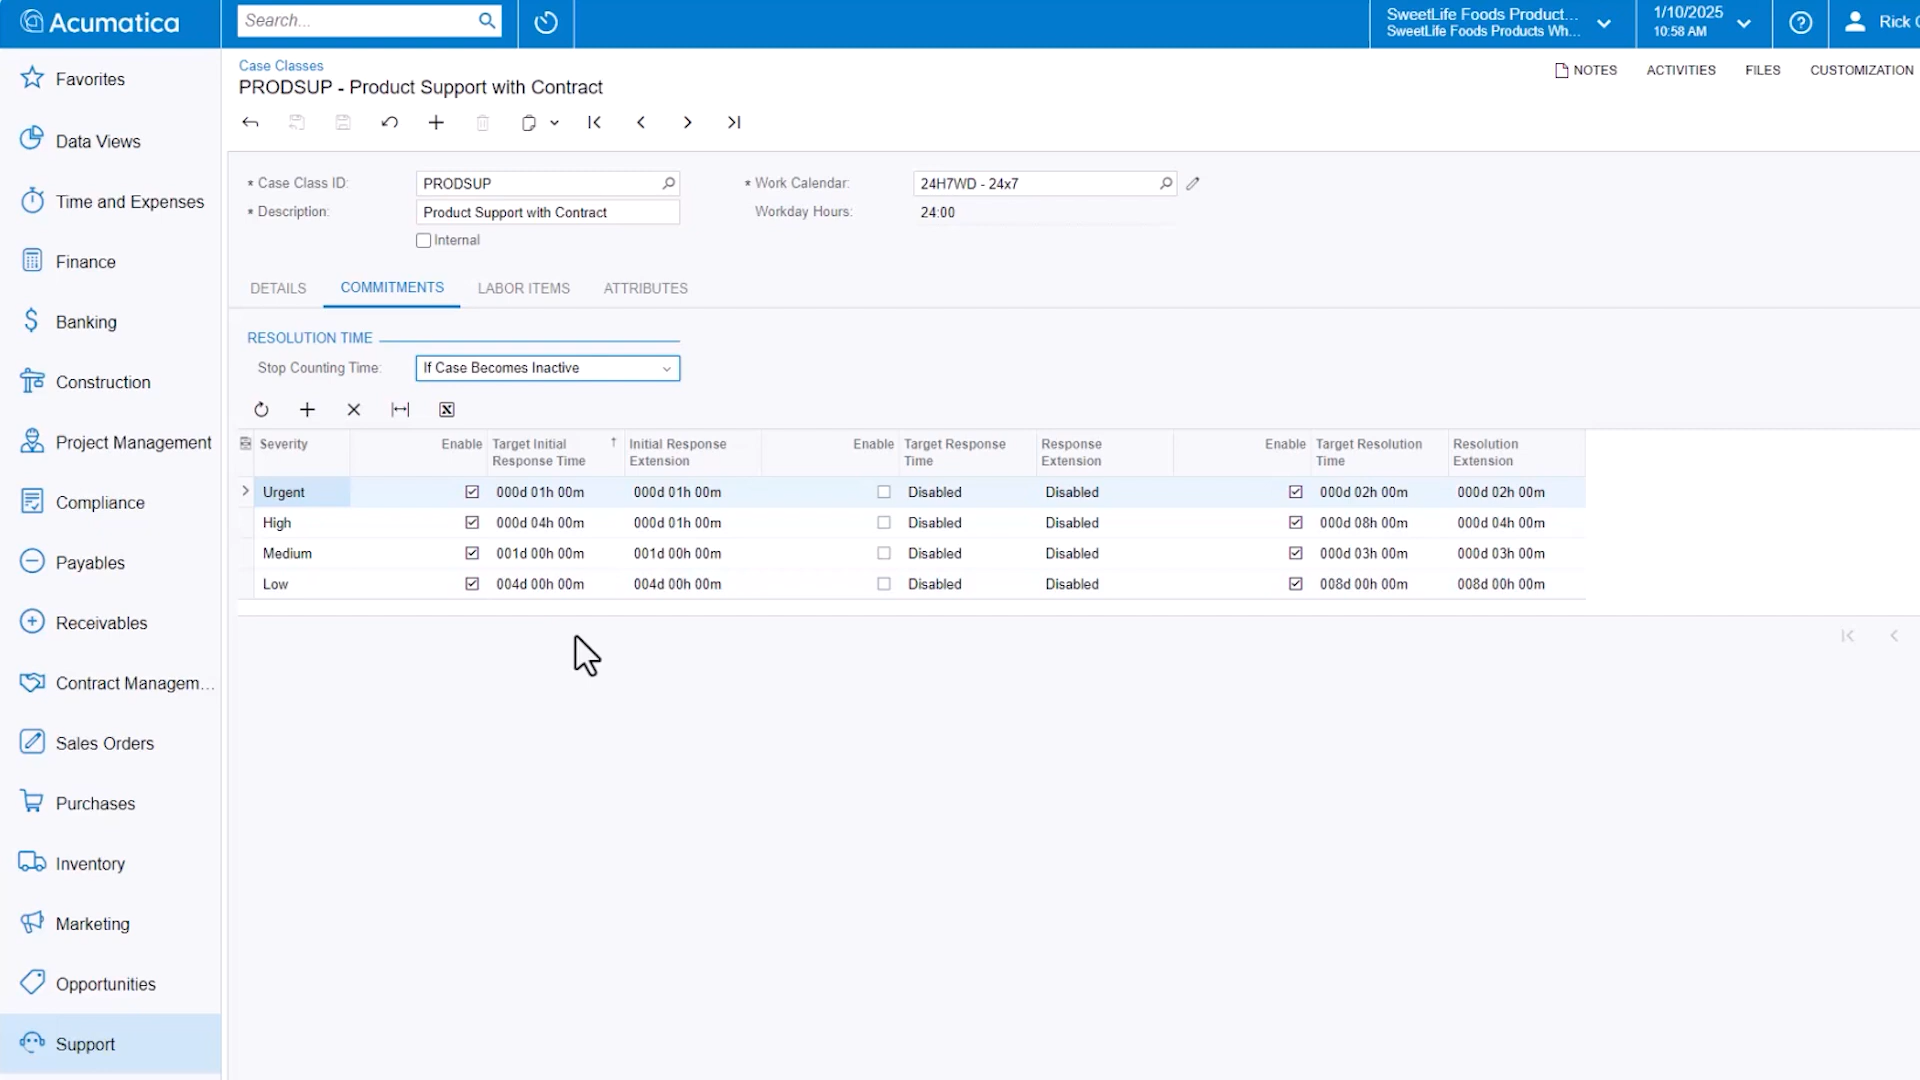 Acumatica
Search...
SweetLife Foods Product...
SweetLife Foods Products Wh...
1/10/2025
10:58 AM
Rick
Favorites
Data Views
Time and Expenses
Finance
Banking
Construction
Project Management
Compliance
Payables
Receivables
Contract Managem...
Sales Orders
Purchases
Inventory
Marketing
Opportunities
Support
Case Classes
PRODSUP - Product Support with Contract
NOTES ACTIVITIES FILES CUSTOMIZATION
* Case Class ID: PRODSUP
* Work Calendar: 24H7WD - 24x7
* Description: Product Support with Contract
Workday Hours: 24:00
Internal
DETAILS COMMITMENTS LABOR ITEMS ATTRIBUTES
RESOLUTION TIME
Stop Counting Time: If Case Becomes Inactive
Severity Enable Target Initial Response Time Initial Response Extension Enable Target Response Time Response Extension Enable Target Resolution Time Resolution Extension
Urgent 000d 01h 00m 000d 01h 00m Disabled Disabled 000d 02h 00m 000d 02h 00m
High 000d 04h 00m 000d 01h 00m Disabled Disabled 000d 08h 00m 000d 04h 00m
Medium 001d 00h 00m 001d 00h 00m Disabled Disabled 000d 03h 00m 000d 03h 00m
Low 004d 00h 00m 004d 00h 00m Disabled Disabled 008d 00h 00m 008d 00h 00m